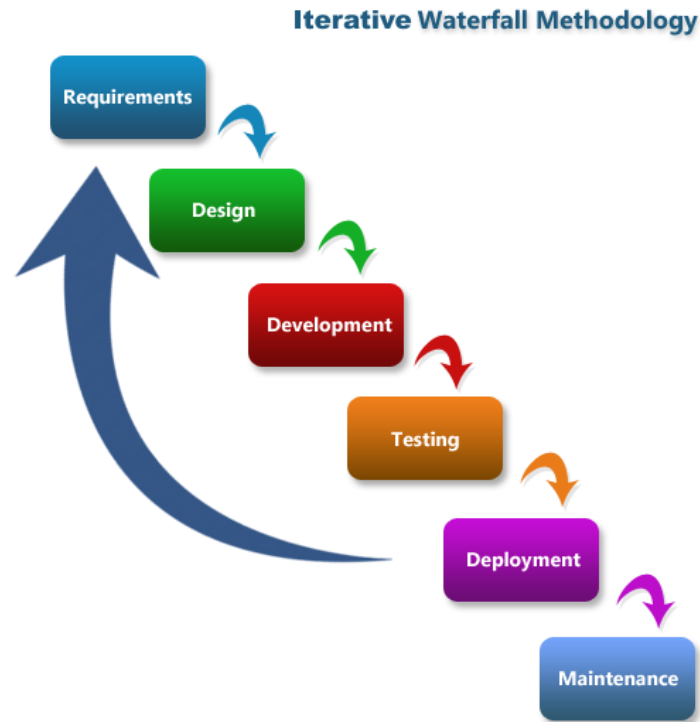 Iterative Waterfall Methodology
Requirements
Design
Development
Testing
Deployment
Maintenance